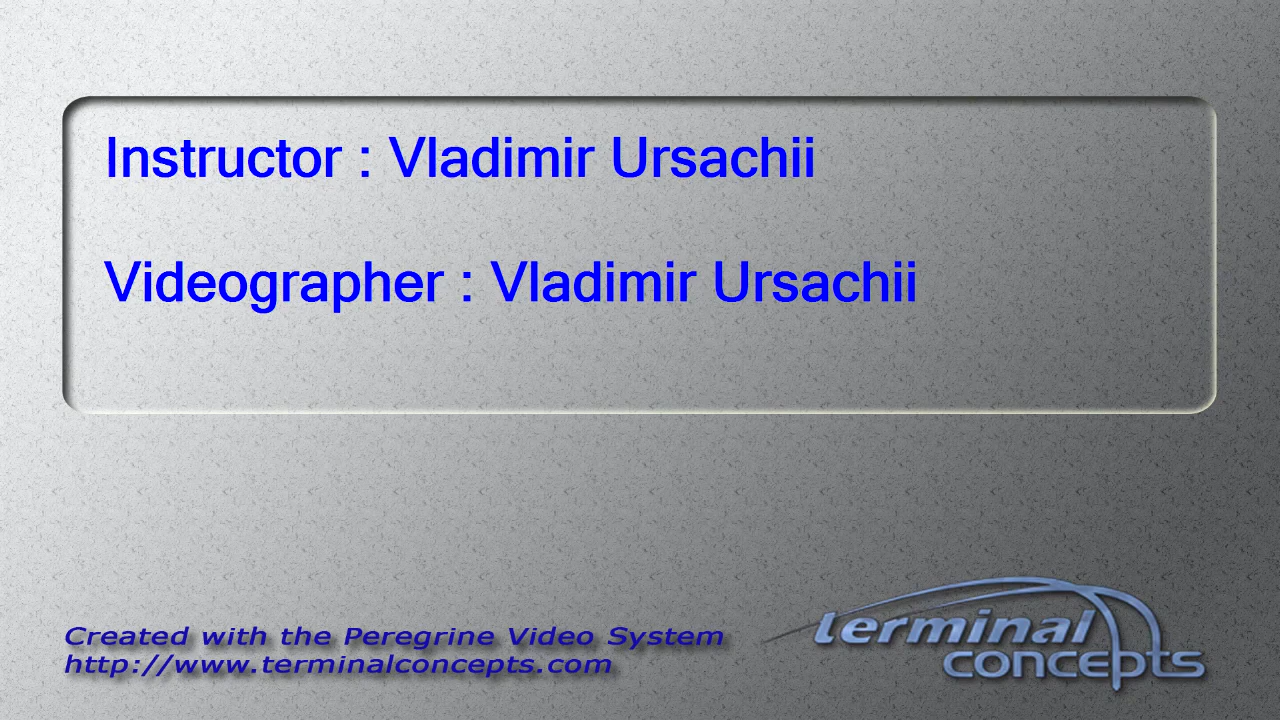 Instructor : Vladimir Ursachii
Videographer : Vladimir Ursachii
Created with the Peregrine Video System
http://www.terminalconcepts.com
terminal
concepts